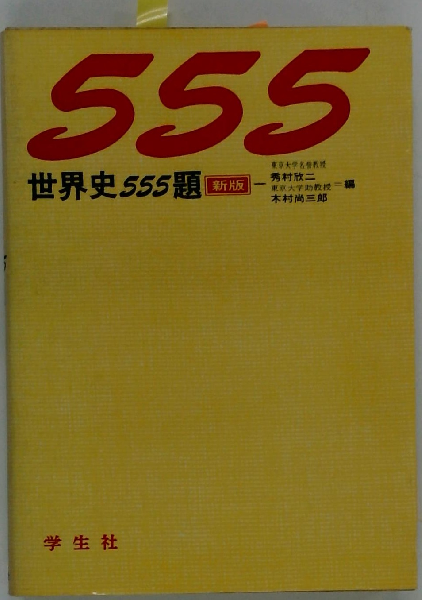 555
世界史555題 新版
東京大学名誉教授
秀村欣二
東京大学助教授
木村尚三郎
編
学生社